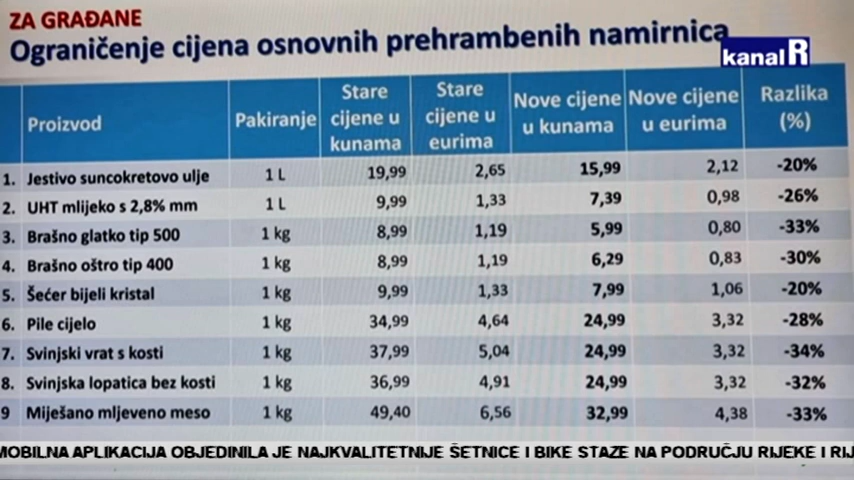 ZA GRAĐANE
Ograničenje cijena osnovnih prehrambenih namirnica
kanal R
Proizvod | Pakiranje | Stare cijene u kunama | Stare cijene u eurima | Nove cijene u kunama | Nove cijene u eurima | Razlika (%)
1. Jestivo suncokretovo ulje 1 L 19,99 2,65 15,99 2,12 -20%
2. UHT mlijeko s 2,8% mm 1 L 9,99 1,33 7,39 0,98 -26%
3. Brašno glatko tip 500 1 kg 8,99 1,19 5,99 0,80 -33%
4. Brašno oštro tip 400 1 kg 8,99 1,19 6,29 0,83 -30%
5. Šećer bijeli kristal 1 kg 9,99 1,33 7,99 1,06 -20%
6. Pile cijelo 1 kg 34,99 4,64 24,99 3,32 -28%
7. Svinjski vrat s kosti 1 kg 37,99 5,04 24,99 3,32 -34%
8. Svinjska lopatica bez kosti 1 kg 36,99 4,91 24,99 3,32 -32%
9 Miješano mljeveno meso 1 kg 49,40 6,56 32,99 4,38 -33%
MOBILNA APLIKACIJA OBJEDINILA JE NAJKVALITETNIJE ŠETNICE I BIKE STAZE NA PODRUČJU RIJEKE I RIJ